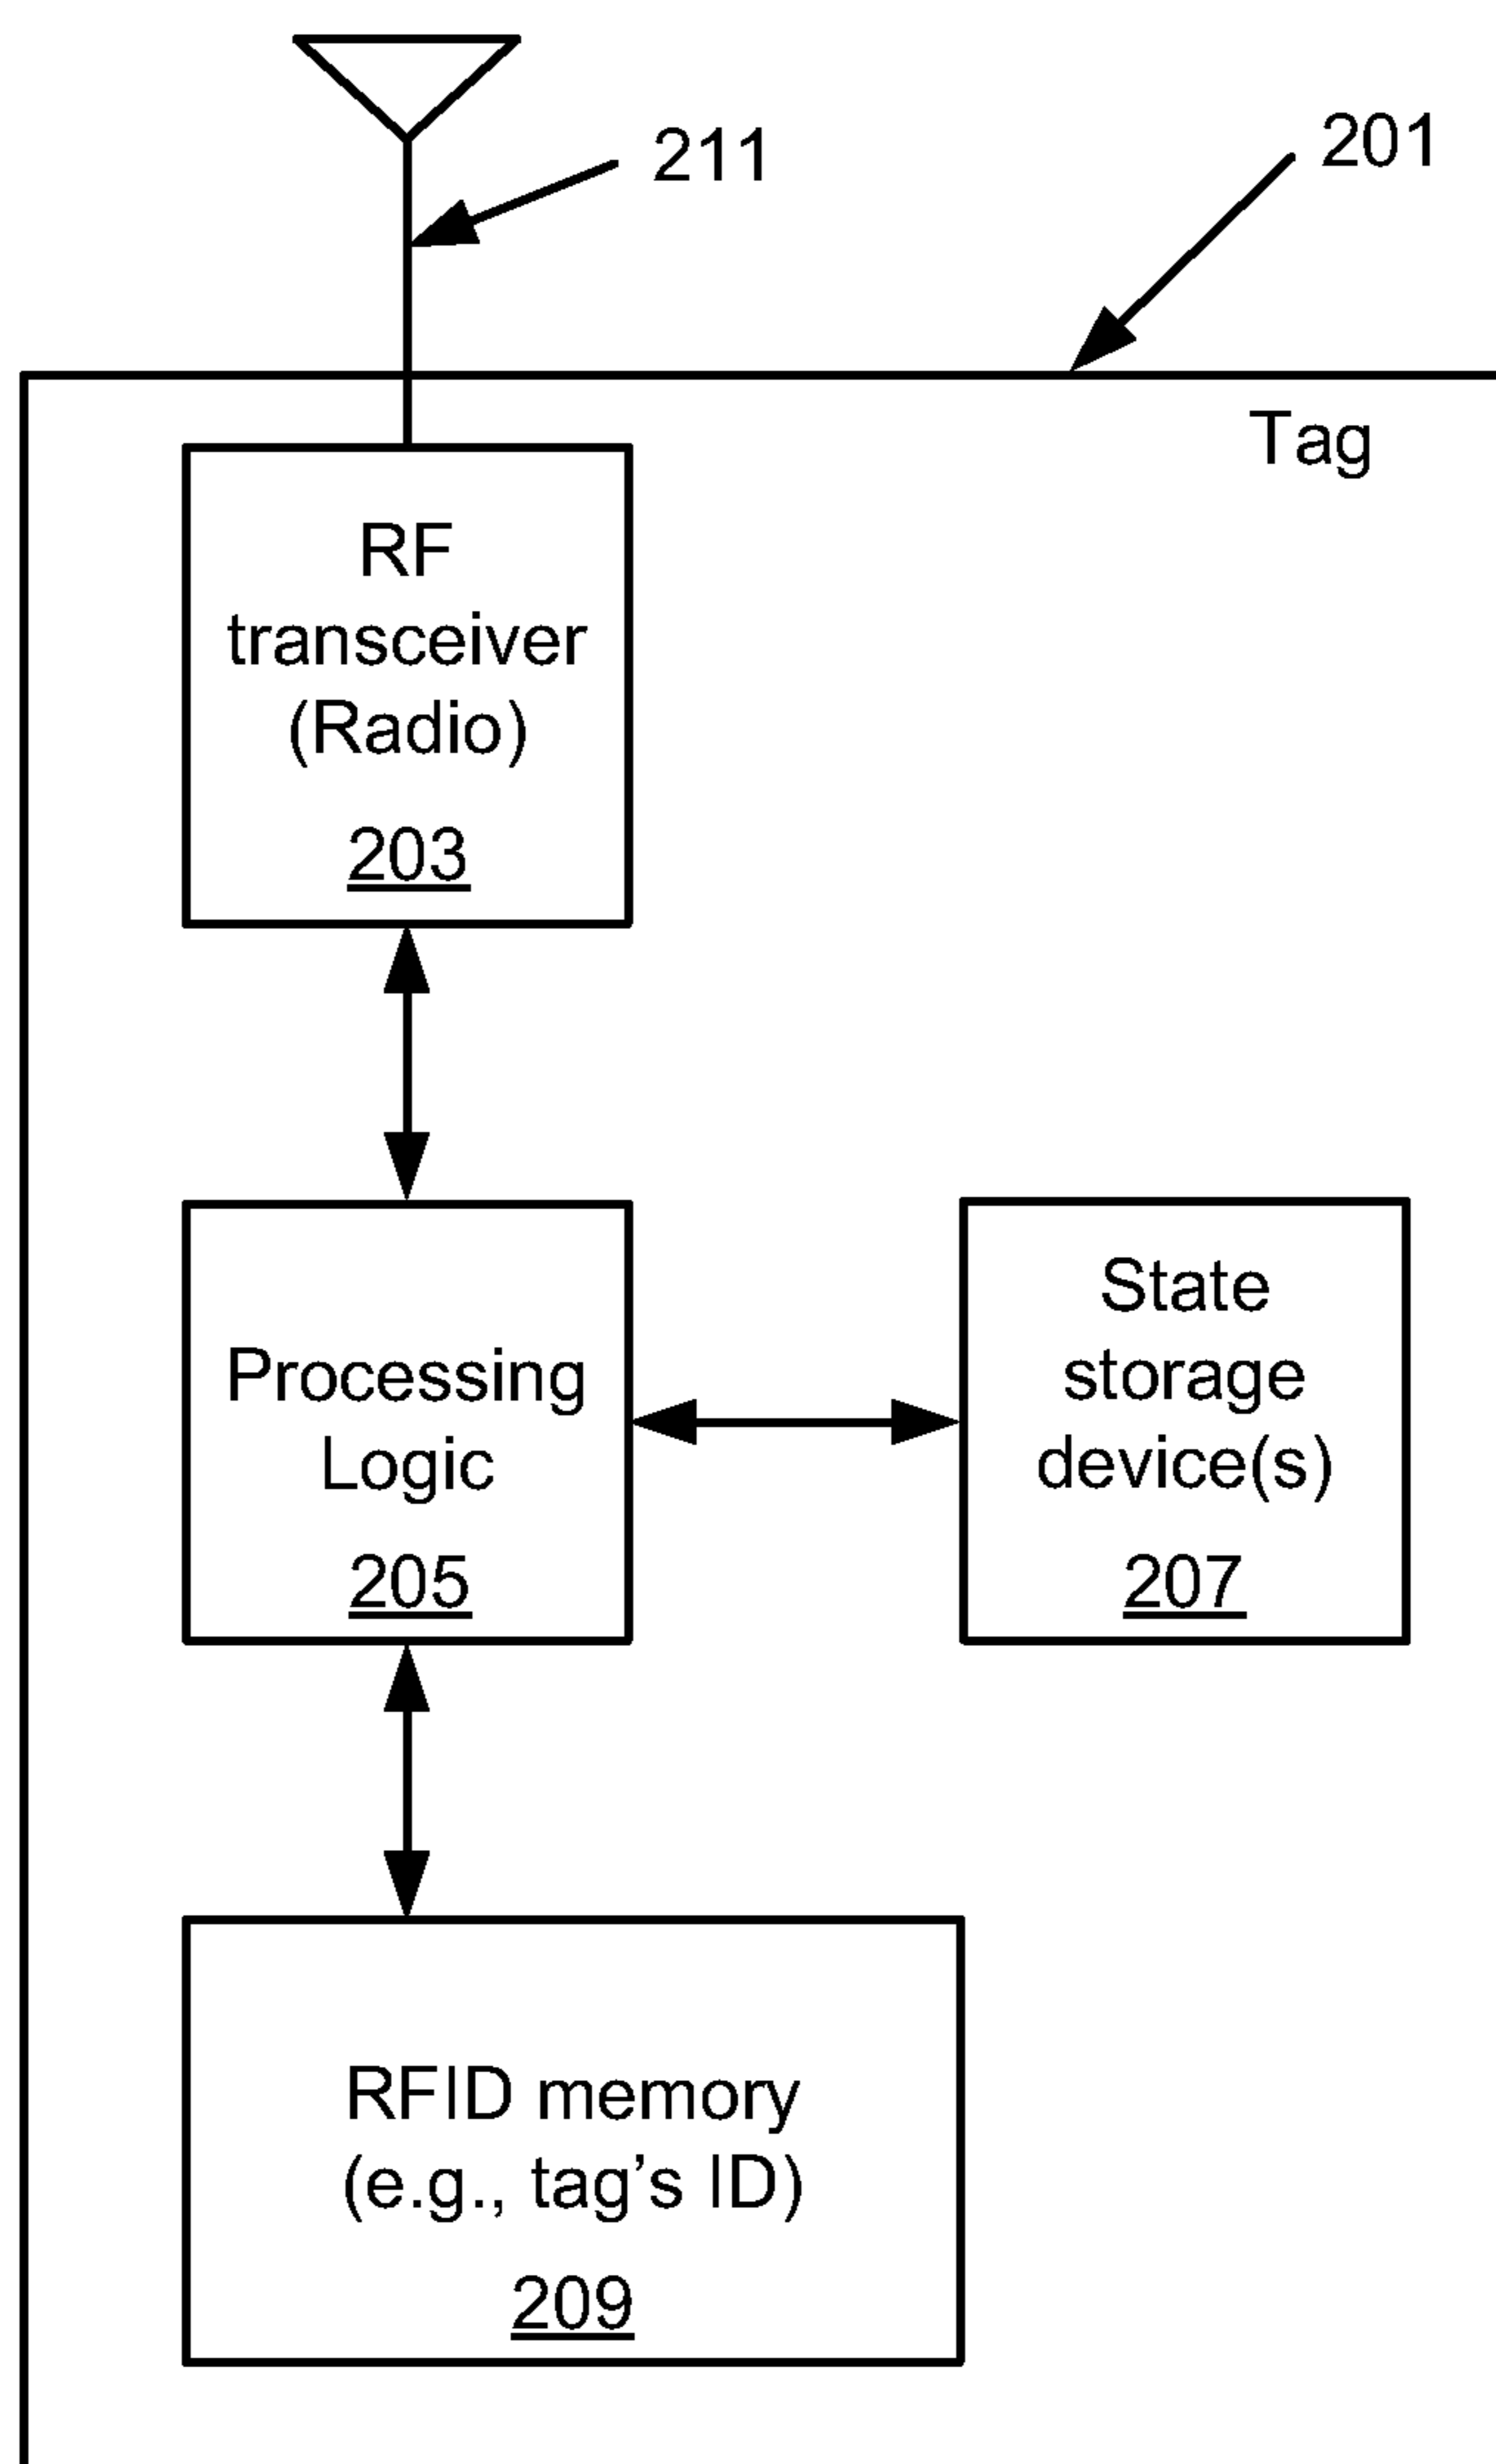 211
201
Tag
RF
transceiver
(Radio)
203
Processing
Logic
205
State
storage
device(s)
207
RFID memory
(e.g., tag’s ID)
209